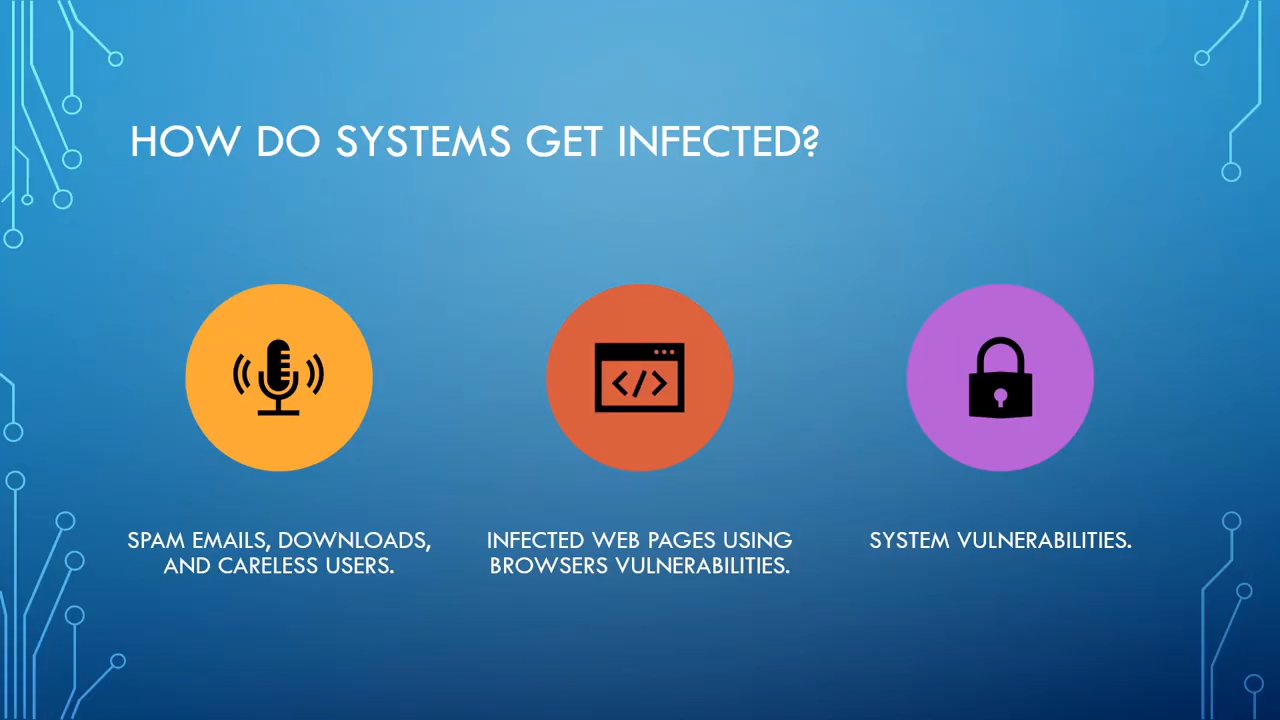 HOW DO SYSTEMS GET INFECTED?
</>
SPAM EMAILS, DOWNLOADS,
AND CARELESS USERS.
INFECTED WEB PAGES USING
BROWSERS VULNERABILITIES.
SYSTEM VULNERABILITIES.